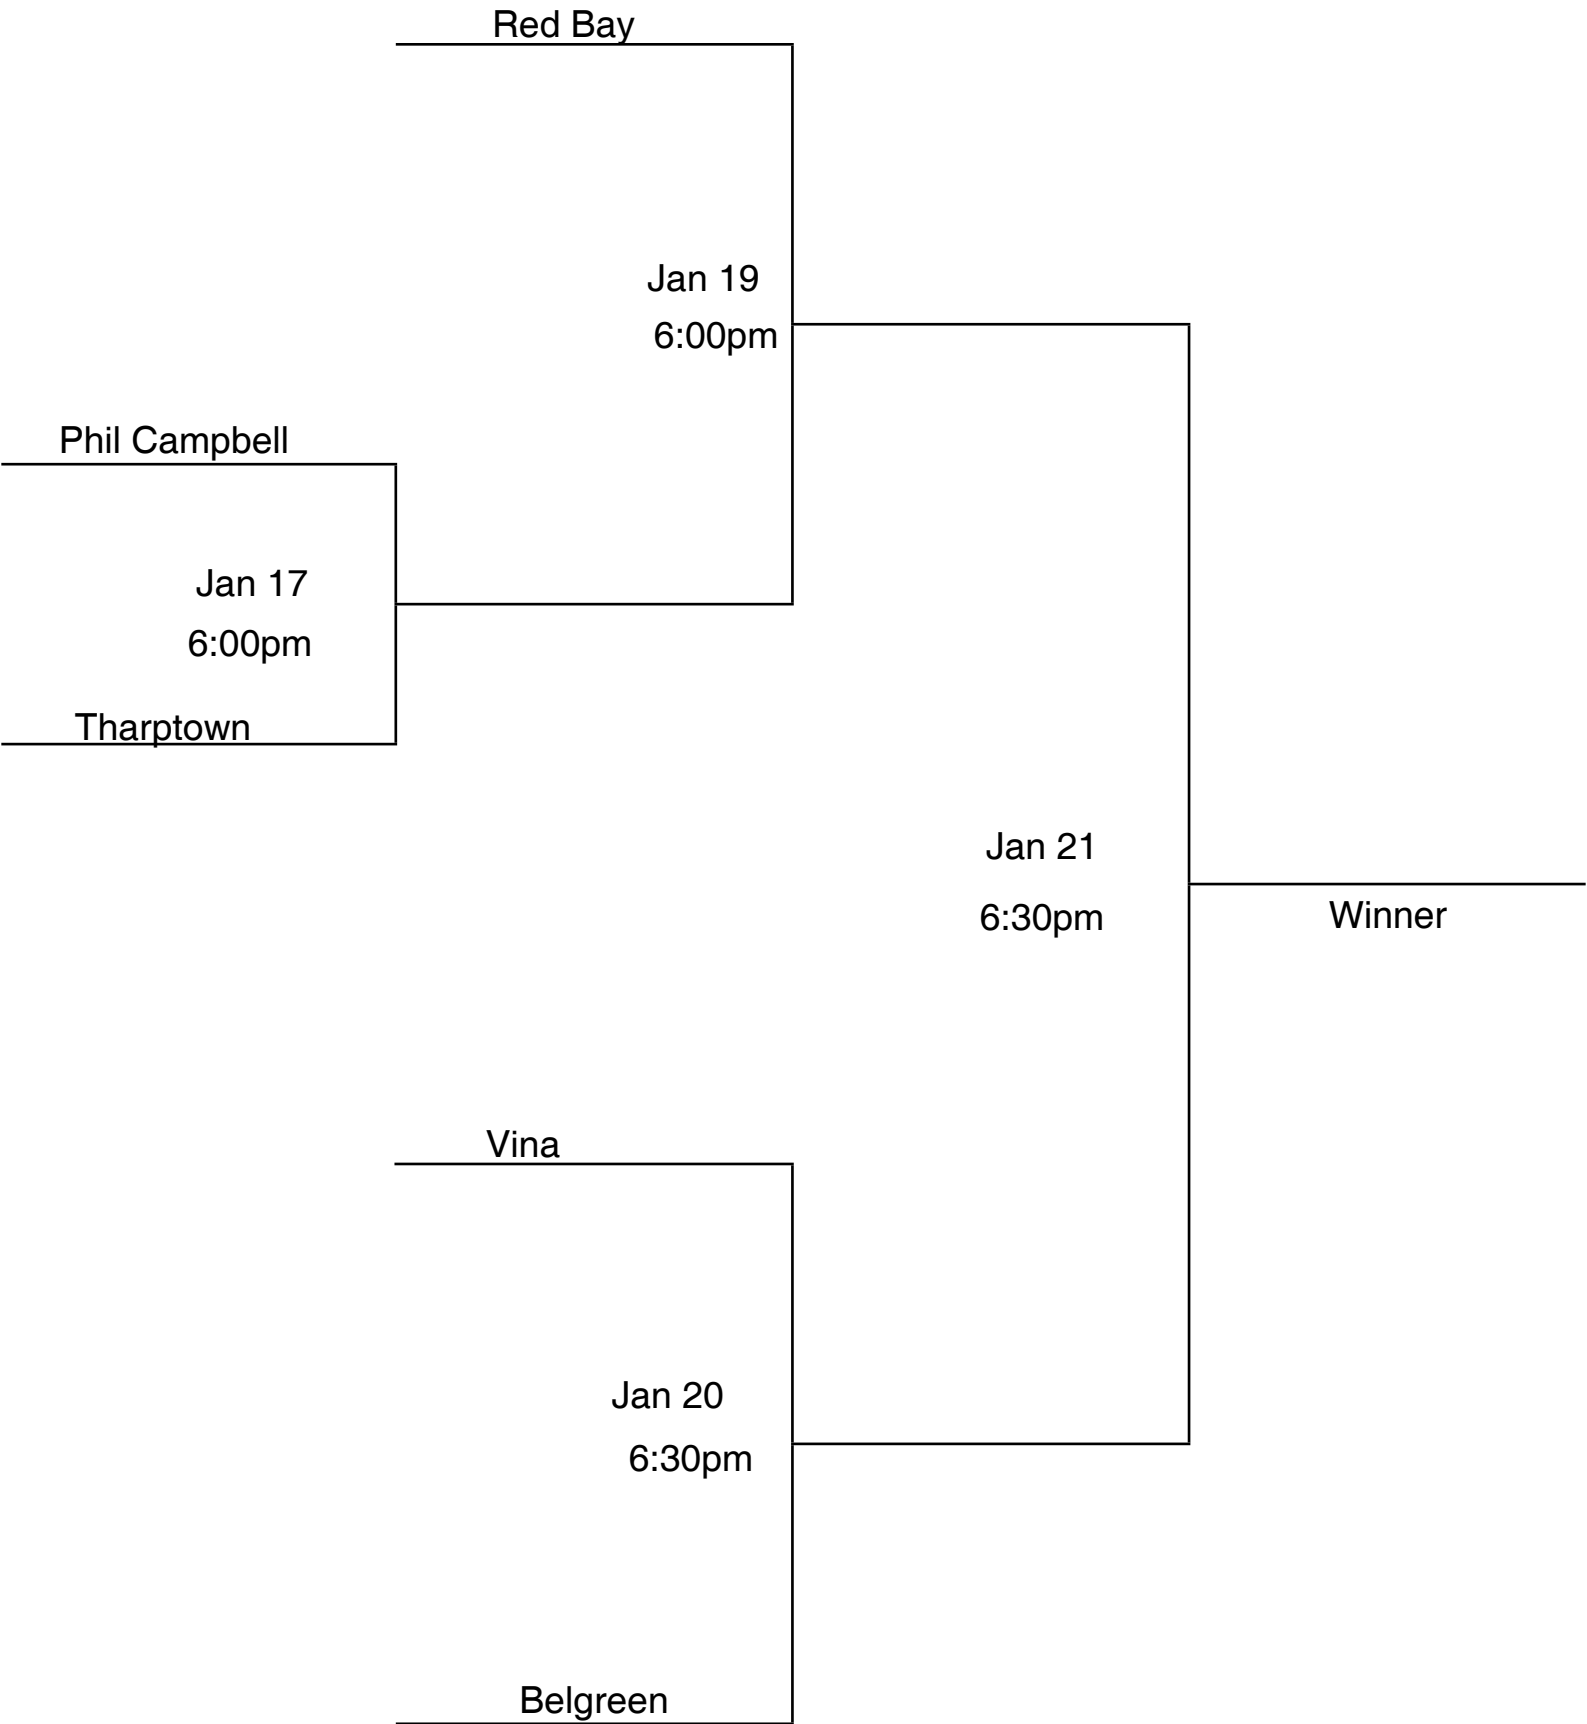 Red Bay
Jan 19
6:00pm
Phil Campbell
Jan 17
6:00pm
Tharptown
Jan 21
6:30pm
Winner
Vina
Jan 20
6:30pm
Belgreen